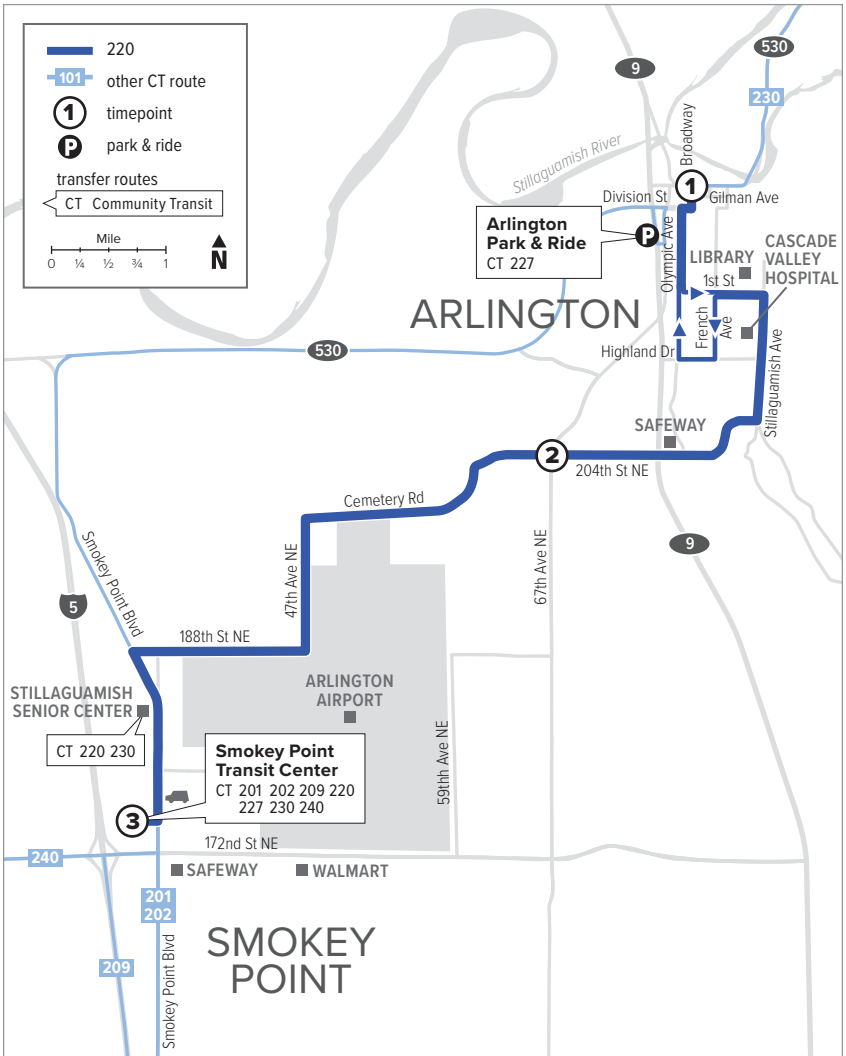 220
101 other CT route
1 timepoint
P park & ride
transfer routes
CT Community Transit
Mile
0 ¼ ½ ¾ 1
N
530
9
230
Broadway
Stillaguamish River
1
Division St
Gilman Ave
Arlington
Park & Ride
CT 227
P
Olympic Ave
LIBRARY
CASCADE
VALLEY
HOSPITAL
1st St
ARLINGTON
French
Ave
Highland Dr
530
Stillaguamish Ave
SAFEWAY
2
204th St NE
Cemetery Rd
9
47th Ave NE
67th Ave NE
Smokey Point Blvd
5
188th St NE
ARLINGTON
AIRPORT
STILLAGUAMISH
SENIOR CENTER
CT 220 230
59thh Ave NE
Smokey Point
Transit Center
CT 201 202 209 220
227 230 240
3
172nd St NE
240
SAFEWAY
WALMART
201
202
SMOKEY
POINT
209
Smokey Point Blvd